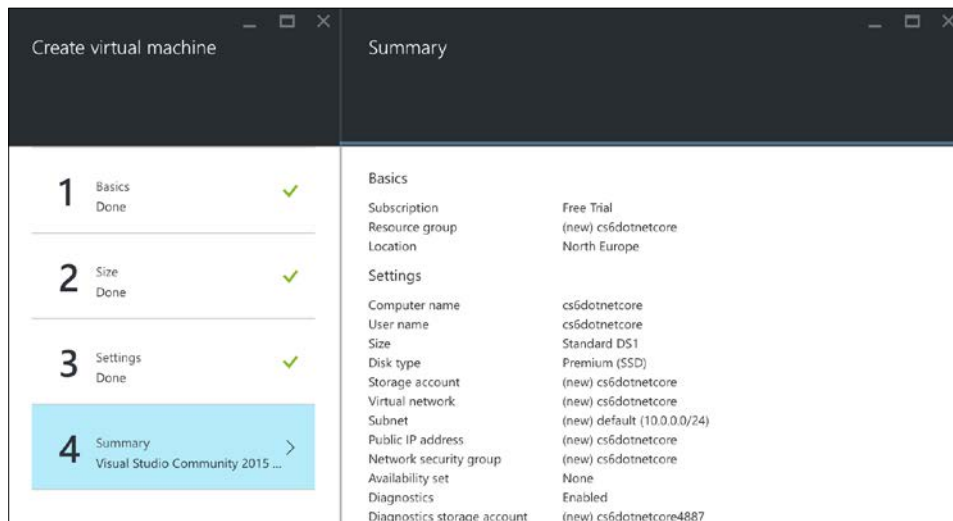 Create virtual machine
Summary
1 Basics
Done
2 Size
Done
3 Settings
Done
4 Summary
Visual Studio Community 2015 ...
Basics
Subscription Free Trial
Resource group (new) cs6dotnetcore
Location North Europe
Settings
Computer name cs6dotnetcore
User name cs6dotnetcore
Size Standard DS1
Disk type Premium (SSD)
Storage account (new) cs6dotnetcore
Virtual network (new) cs6dotnetcore
Subnet (new) default (10.0.0.0/24)
Public IP address (new) cs6dotnetcore
Network security group (new) cs6dotnetcore
Availability set None
Diagnostics Enabled
Diagnostics storage account (new) cs6dotnetcore4887